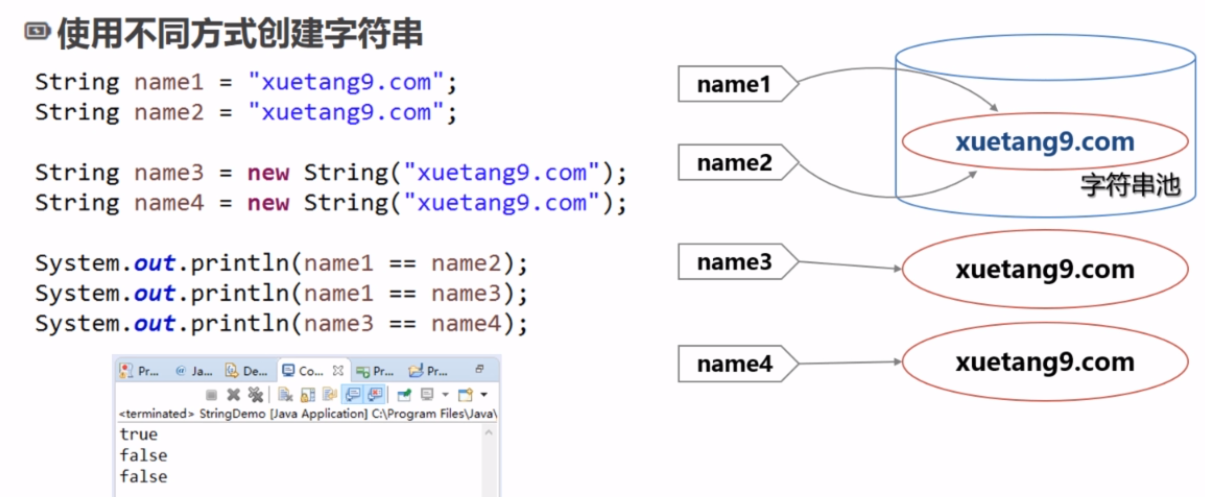 使用不同方式创建字符串
String name1 = "xuetang9.com";
String name2 = "xuetang9.com";
String name3 = new String("xuetang9.com");
String name4 = new String("xuetang9.com");
System.out.println(name1 == name2);
System.out.println(name1 == name3);
System.out.println(name3 == name4);
Pr... Ja... De... Co... Pr... Pr...
<terminated> StringDemo [Java Application] C:\Program Files\Java\
true
false
false
name1
name2
xuetang9.com
字符串池
name3
xuetang9.com
name4
xuetang9.com